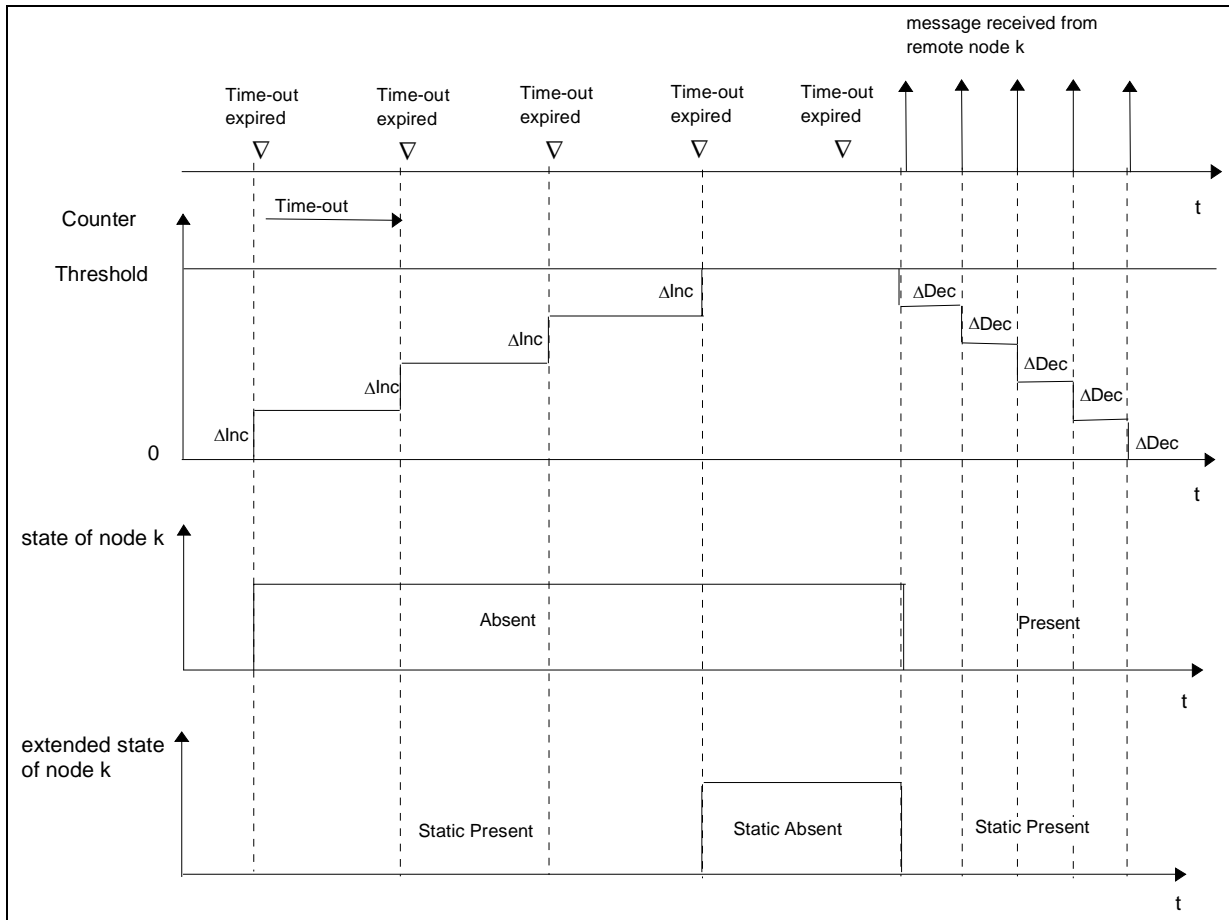 message received from
remote node k
Time-out
expired
Time-out
expired
Time-out
expired
Time-out
expired
Time-out
expired
∇
∇
∇
∇
∇
t
Counter
Time-out
Threshold
ΔInc
ΔInc
ΔInc
ΔInc
ΔDec
ΔDec
ΔDec
ΔDec
ΔDec
0
t
state of node k
Absent
Present
t
extended state
of node k
Static Present
Static Absent
Static Present
t